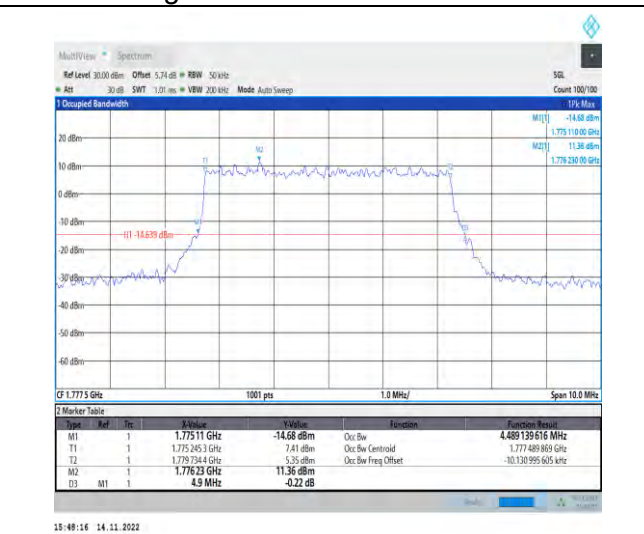 MultiView Spectrum
Ref Level 30.00 dBm Offset 5.74 dB RBW 50 kHz SGL
Att 30 dB SWT 1.01 ms VBW 200 kHz Mode Auto Sweep Count 100/100
1 Occupied Bandwidth 1Pk Max
M1[1] -14.68 dBm
1.775 110 00 GHz
M2[1] 11.36 dBm
1.776 230 00 GHz
20 dBm
M2
T1
10 dBm
0 dBm
-10 dBm
H1 -14.639 dBm
-20 dBm
-30 dBm
-40 dBm
-50 dBm
-60 dBm
CF 1.777 5 GHz 1001 pts 1.0 MHz/ Span 10.0 MHz
2 Marker Table
Type Ref Trc X-Value Y-Value Function Function Result
M1 1 1.775 11 GHz -14.68 dBm Occ Bw 4.489 139 616 MHz
T1 1 1.775 245 3 GHz 7.41 dBm Occ Bw Centroid 1.777 489 869 GHz
T2 1 1.779 734 4 GHz 5.35 dBm Occ Bw Freq Offset -10.130 995 605 kHz
M2 1 1.776 23 GHz 11.36 dBm
D3 M1 1 4.9 MHz -0.22 dB
15:48:16 14.11.2022